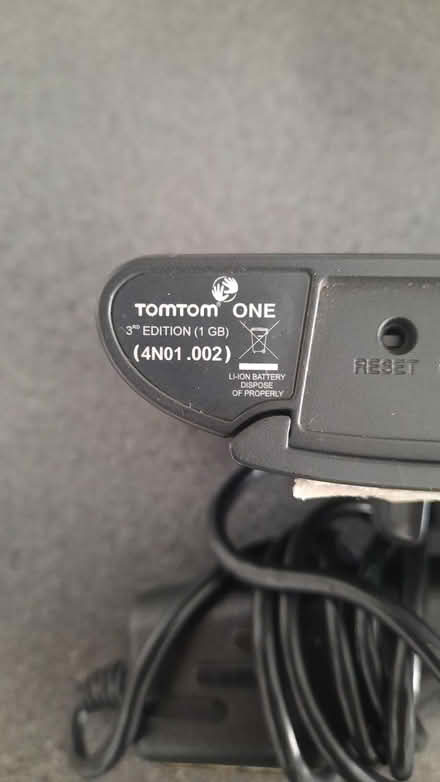 TOMTOM ONE
3RD EDITION (1 GB)
(4N01.002)
LI-ION BATTERY
DISPOSE
OF PROPERLY
RESET